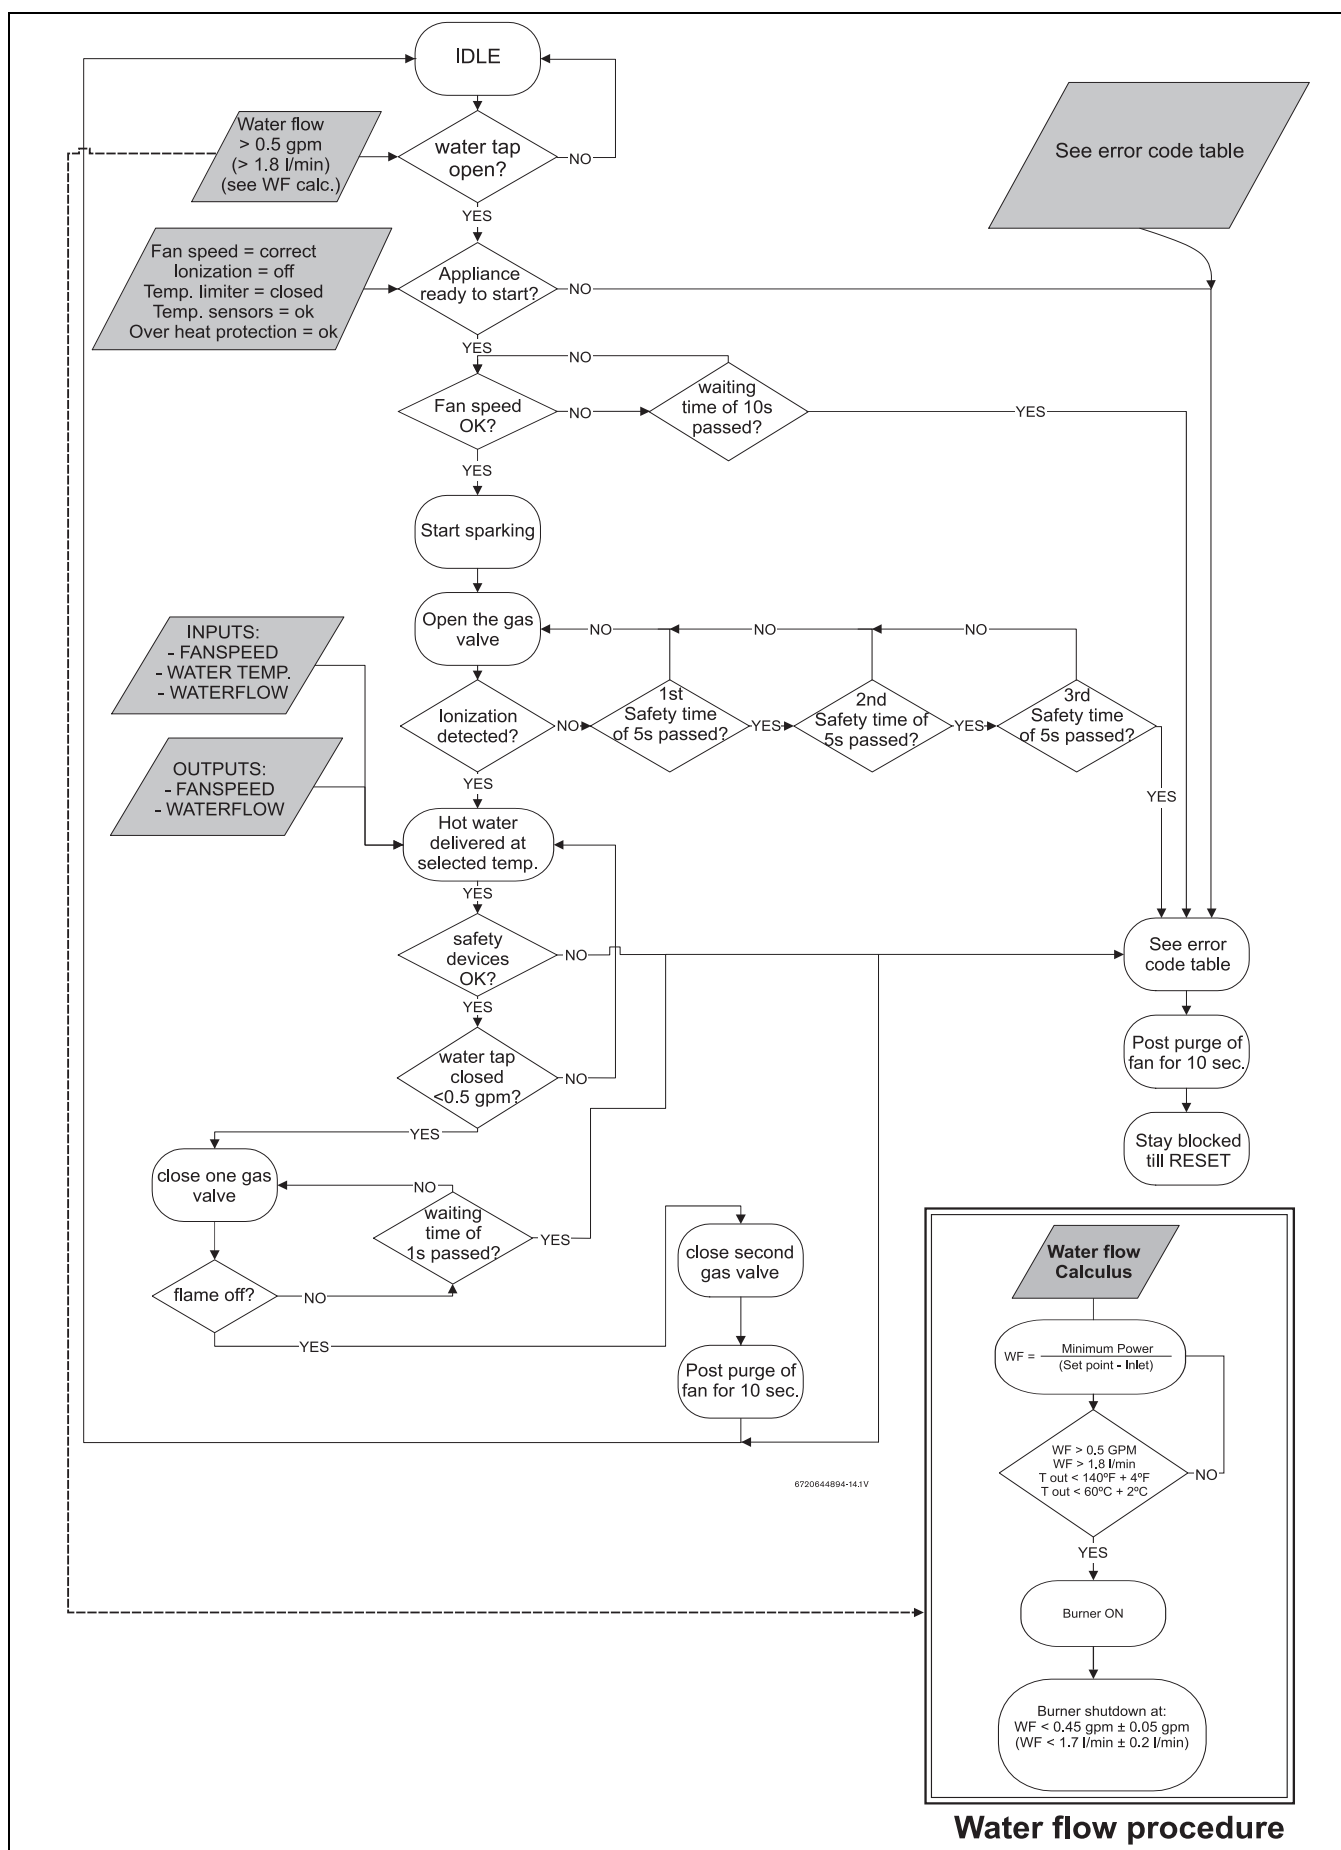 IDLE
Water flow
> 0.5 gpm
(> 1.8 l/min)
(see WF calc.)
water tap
open?
NO
See error code table
YES
Fan speed = correct
Ionization = off
Temp. limiter = closed
Temp. sensors = ok
Over heat protection = ok
Appliance
ready to start?
NO
YES
NO
Fan speed
OK?
NO
waiting
time of 10s
passed?
YES
YES
Start sparking
Open the gas
valve
NO
NO
NO
INPUTS:
- FANSPEED
- WATER TEMP.
- WATERFLOW
Ionization
detected?
NO
1st
Safety time
of 5s passed?
YES
2nd
Safety time of
5s passed?
YES
3rd
Safety time
of 5s passed?
YES
YES
OUTPUTS:
- FANSPEED
- WATERFLOW
Hot water
delivered at
selected temp.
YES
safety
devices
OK?
NO
See error
code table
YES
water tap
closed
<0.5 gpm?
NO
Post purge of
fan for 10 sec.
YES
Stay blocked
till RESET
close one gas
valve
NO
waiting
time of
1s passed?
YES
close second
gas valve
flame off?
NO
YES
Post purge of
fan for 10 sec.
6720644894-14.1V
Water flow
Calculus
WF = Minimum Power
(Set point - Inlet)
WF > 0.5 GPM
WF > 1.8 l/min
T out < 140ºF + 4ºF
T out < 60ºC + 2ºC
NO
YES
Burner ON
Burner shutdown at:
WF < 0.45 gpm ± 0.05 gpm
(WF < 1.7 l/min ± 0.2 l/min)
Water flow procedure